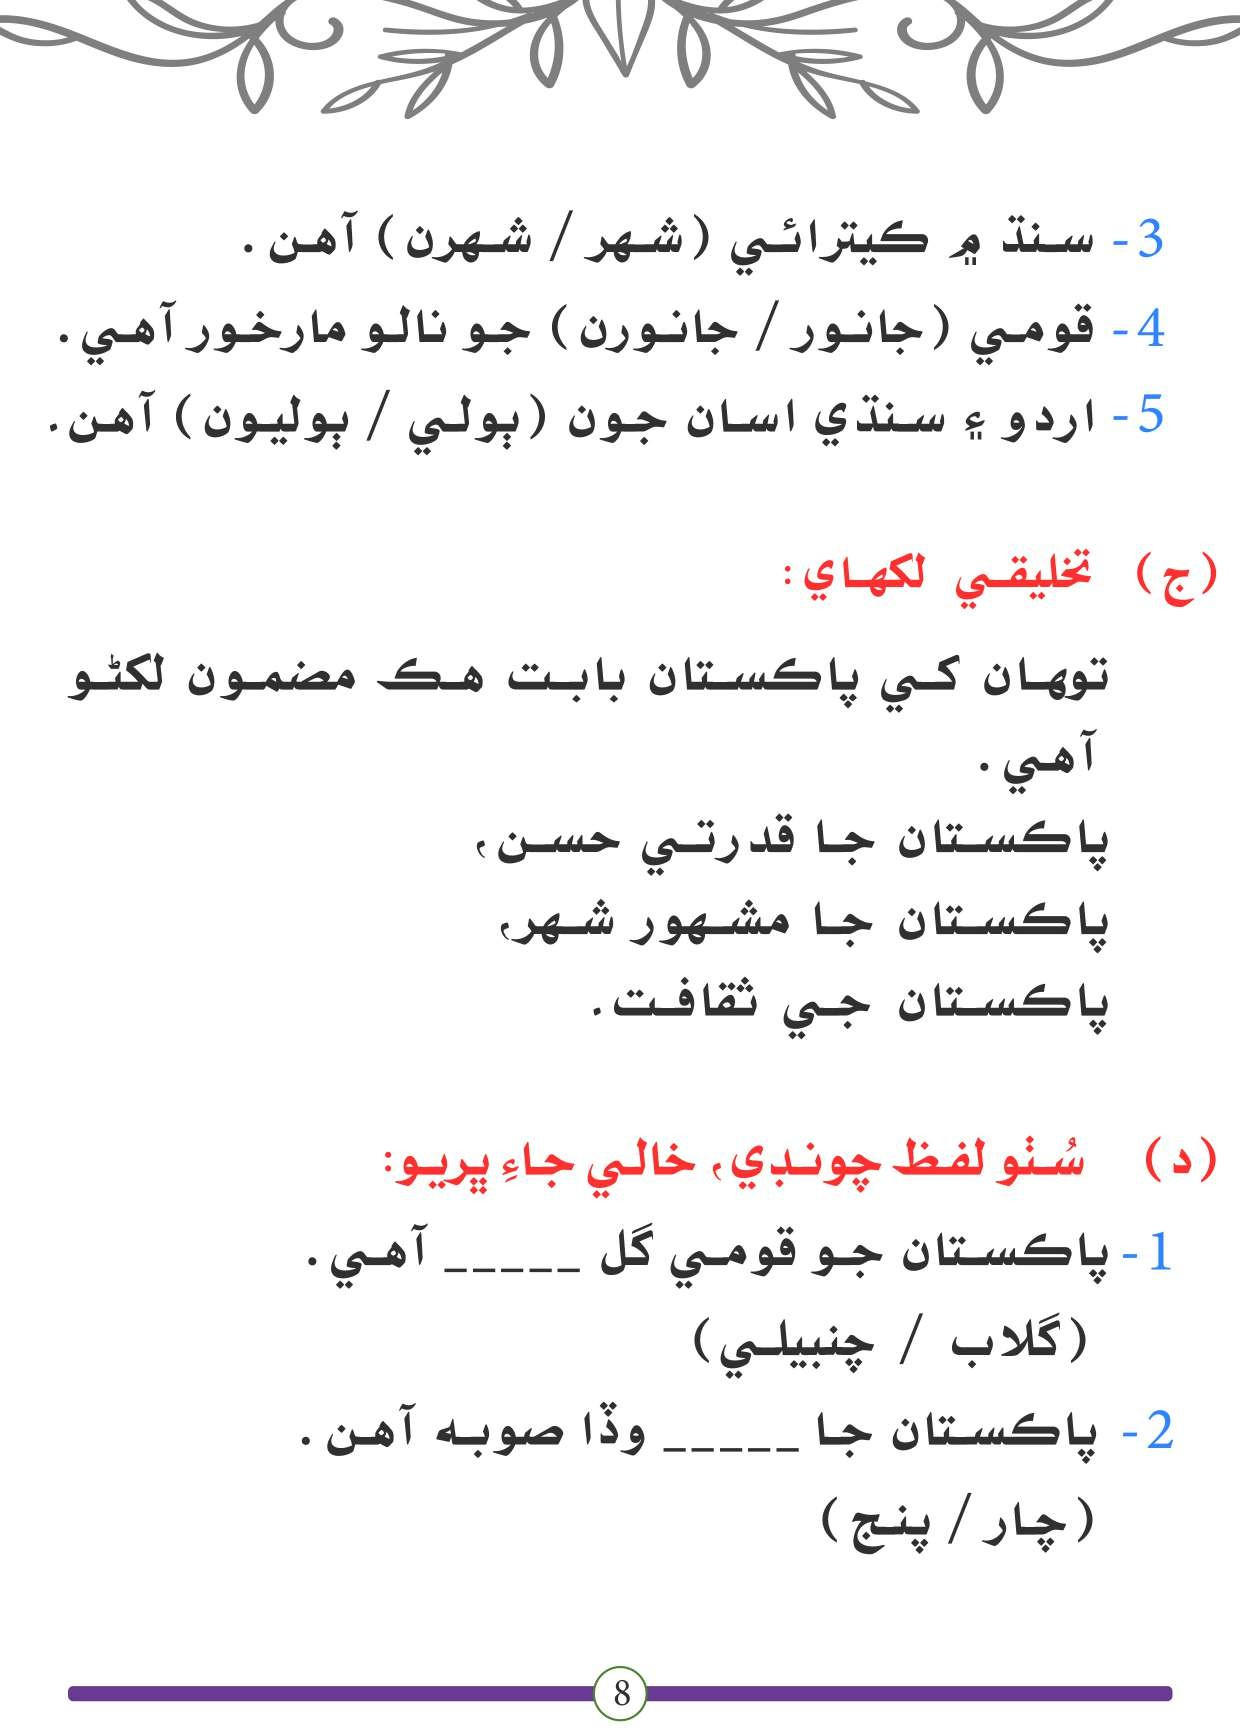 3- سنڌ ۾ ڪيترائي (شهر / شهرن) آهن.
4- قومي (جانور / جانورن) جو نالو مارخور آهي.
5- اردو ۽ سنڌي اسان جون (ٻولي / ٻوليون) آهن.
(ج) تخليقي لکهاي:
توهان کي پاڪستان بابت هڪ مضمون لکڻو
آهي.
پاڪستان جا قدرتي حسن،
پاڪستان جا مشهور شهر،
پاڪستان جي ثقافت.
(د) سُٺو لفظ چونڊي، خالي جاءِ ڀريو:
1- پاڪستان جو قومي گل _____ آهي.
(گلاب / چنبيلي)
2- پاڪستان جا _____ وڏا صوبہ آهن.
(چار / پنج)
8